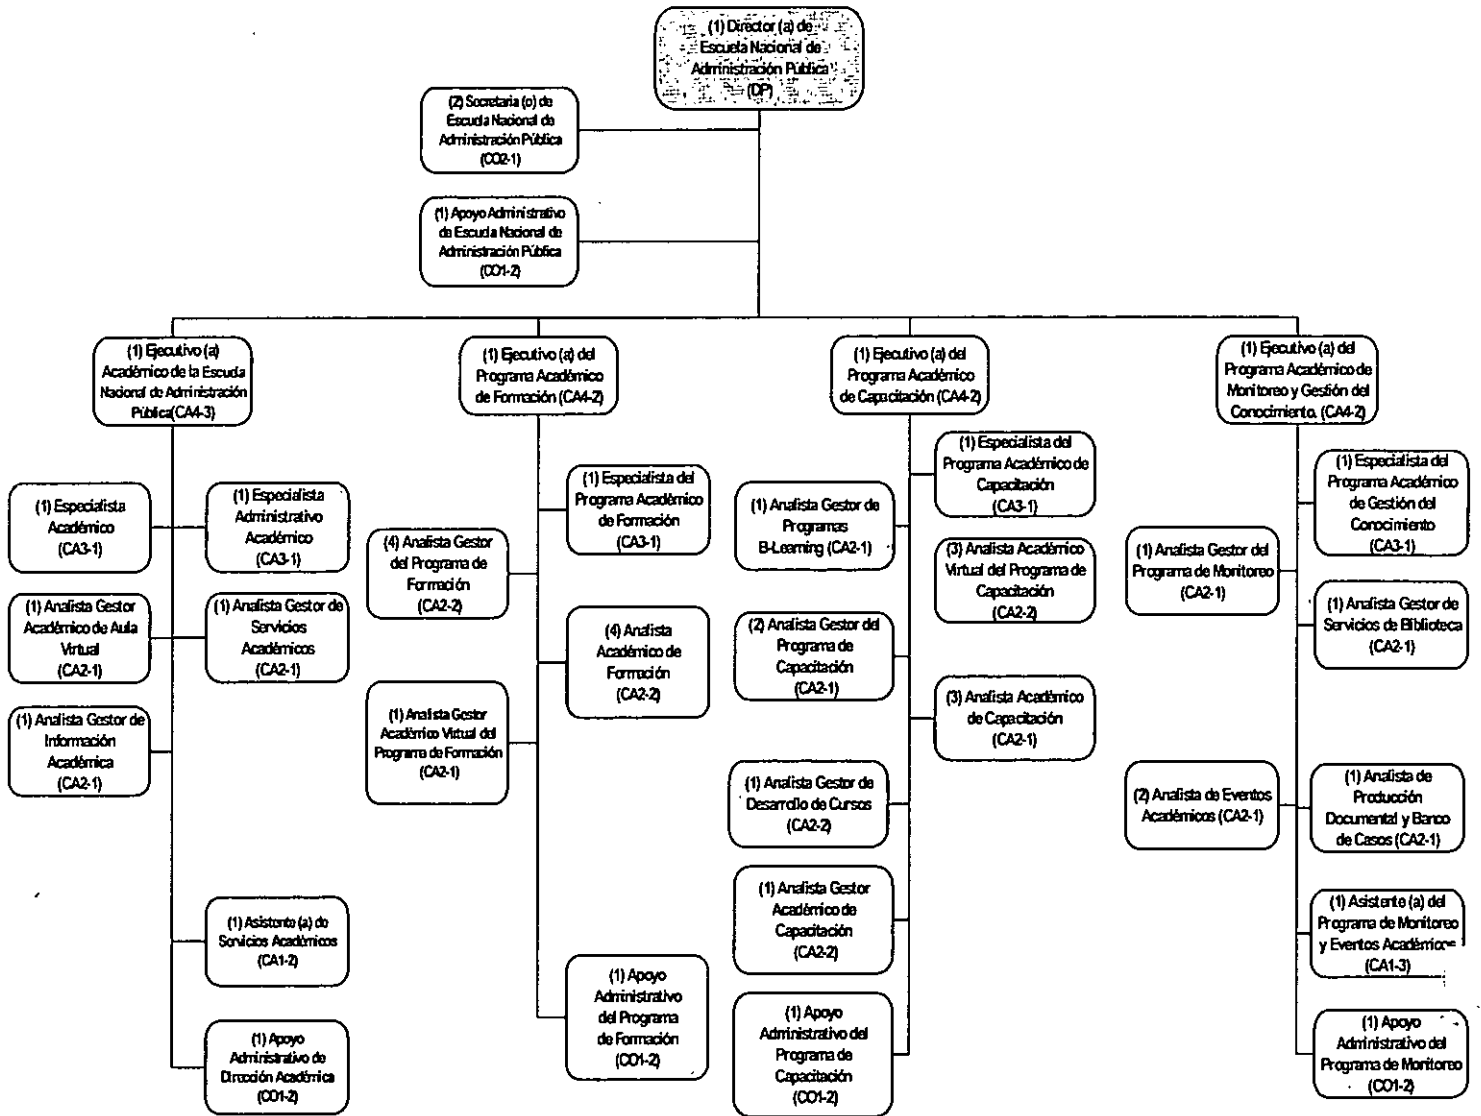 (1) Director (a) de
Escuela Nacional de
Administración Pública
(DP)
(2) Secretaria (o) de
Escuela Nacional de
Administración Pública
(CO2-1)
(1) Apoyo Administrativo
de Escuela Nacional de
Administración Pública
(CO1-2)
(1) Ejecutivo (a)
Académico de la Escuela
Nacional de Administración
Pública(CA4-3)
(1) Especialista
Académico
(CA3-1)
(1) Especialista
Administrativo
Académico
(CA3-1)
(1) Analista Gestor
Académico de Aula
Virtual
(CA2-1)
(1) Analista Gestor de
Servicios
Académicos
(CA2-1)
(1) Analista Gestor de
Información
Académica
(CA2-1)
(1) Asistente (a) de
Servicios Académicos
(CA1-2)
(1) Apoyo
Administrativo de
Dirección Académica
(CO1-2)
(1) Ejecutivo (a) del
Programa Académico
de Formación (CA4-2)
(1) Especialista del
Programa Académico
de Formación
(CA3-1)
(4) Analista Gestor
del Programa de
Formación
(CA2-2)
(4) Analista
Académico de
Formación
(CA2-2)
(1) Analista Gestor
Académico Virtual del
Programa de Formación
(CA2-1)
(1) Apoyo
Administrativo
del Programa
de Formación
(CO1-2)
(1) Ejecutivo (a) del
Programa Académico
de Capacitación (CA4-2)
(1) Especialista del
Programa Académico de
Capacitación
(CA3-1)
(1) Analista Gestor de
Programas
B-Learning (CA2-1)
(3) Analista Académico
Virtual del Programa de
Capacitación
(CA2-2)
(2) Analista Gestor del
Programa de
Capacitación
(CA2-1)
(3) Analista Académico
de Capacitación
(CA2-1)
(1) Analista Gestor de
Desarrollo de Cursos
(CA2-2)
(1) Analista Gestor
Académico de
Capacitación
(CA2-2)
(1) Apoyo
Administrativo del
Programa de
Capacitación
(CO1-2)
(1) Ejecutivo (a) del
Programa Académico de
Monitoreo y Gestión del
Conocimiento. (CA4-2)
(1) Especialista del
Programa Académico
de Gestión del
Conocimiento
(CA3-1)
(1) Analista Gestor del
Programa de Monitoreo
(CA2-1)
(1) Analista Gestor de
Servicios de Biblioteca
(CA2-1)
(2) Analista de Eventos
Académicos (CA2-1)
(1) Analista de
Producción
Documental y Banco
de Casos (CA2-1)
(1) Asistente (a) del
Programa de Monitoreo
y Eventos Académicos
(CA1-3)
(1) Apoyo
Administrativo del
Programa de Monitoreo
(CO1-2)